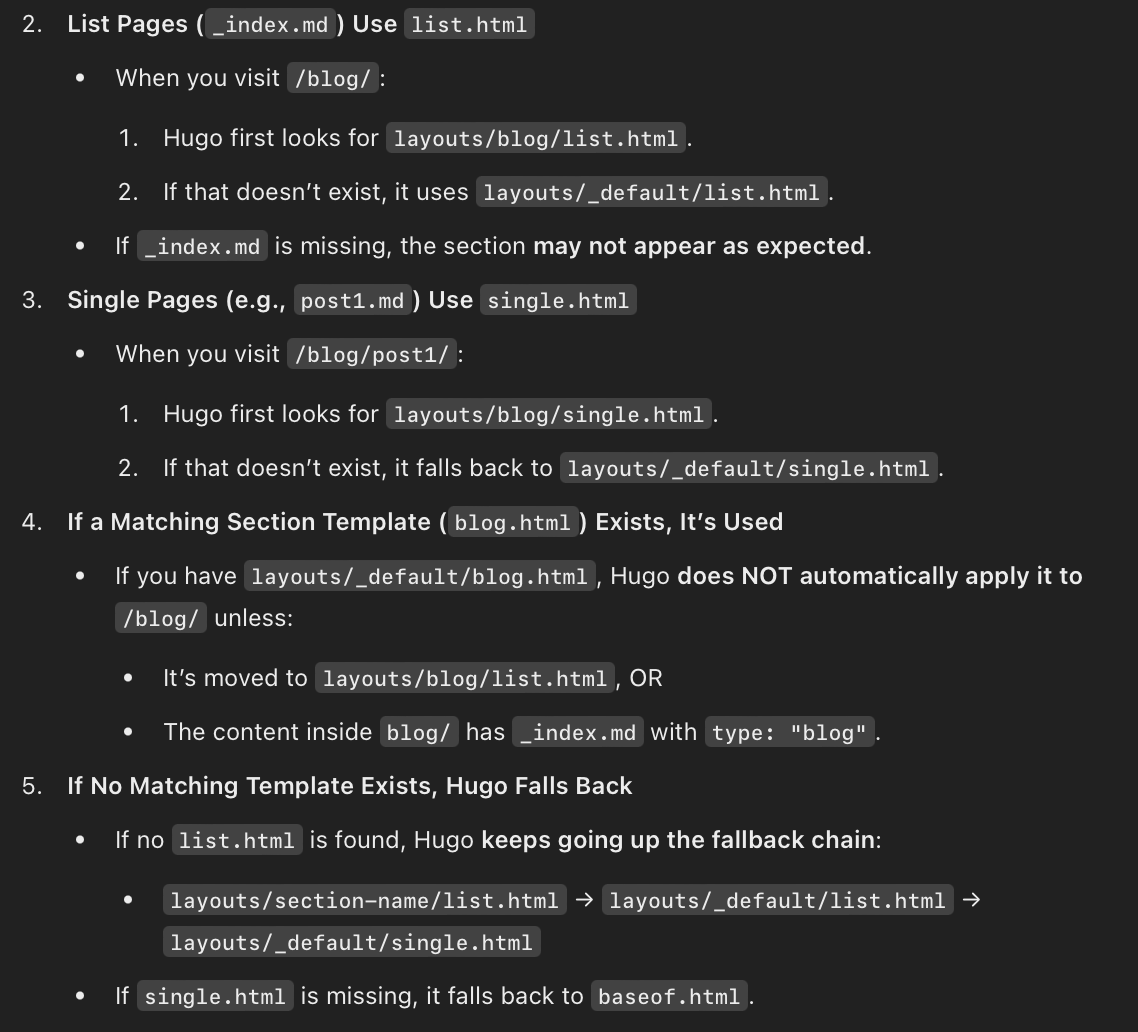 2. List Pages (_index.md) Use list.html
• When you visit /blog/:
1. Hugo first looks for layouts/blog/list.html.
2. If that doesn’t exist, it uses layouts/_default/list.html.
• If _index.md is missing, the section may not appear as expected.
3. Single Pages (e.g., post1.md) Use single.html
• When you visit /blog/post1/:
1. Hugo first looks for layouts/blog/single.html.
2. If that doesn’t exist, it falls back to layouts/_default/single.html.
4. If a Matching Section Template (blog.html) Exists, It’s Used
• If you have layouts/_default/blog.html, Hugo does NOT automatically apply it to
/blog/ unless:
• It’s moved to layouts/blog/list.html, OR
• The content inside blog/ has _index.md with type: "blog".
5. If No Matching Template Exists, Hugo Falls Back
• If no list.html is found, Hugo keeps going up the fallback chain:
• layouts/section-name/list.html → layouts/_default/list.html →
layouts/_default/single.html
• If single.html is missing, it falls back to baseof.html.